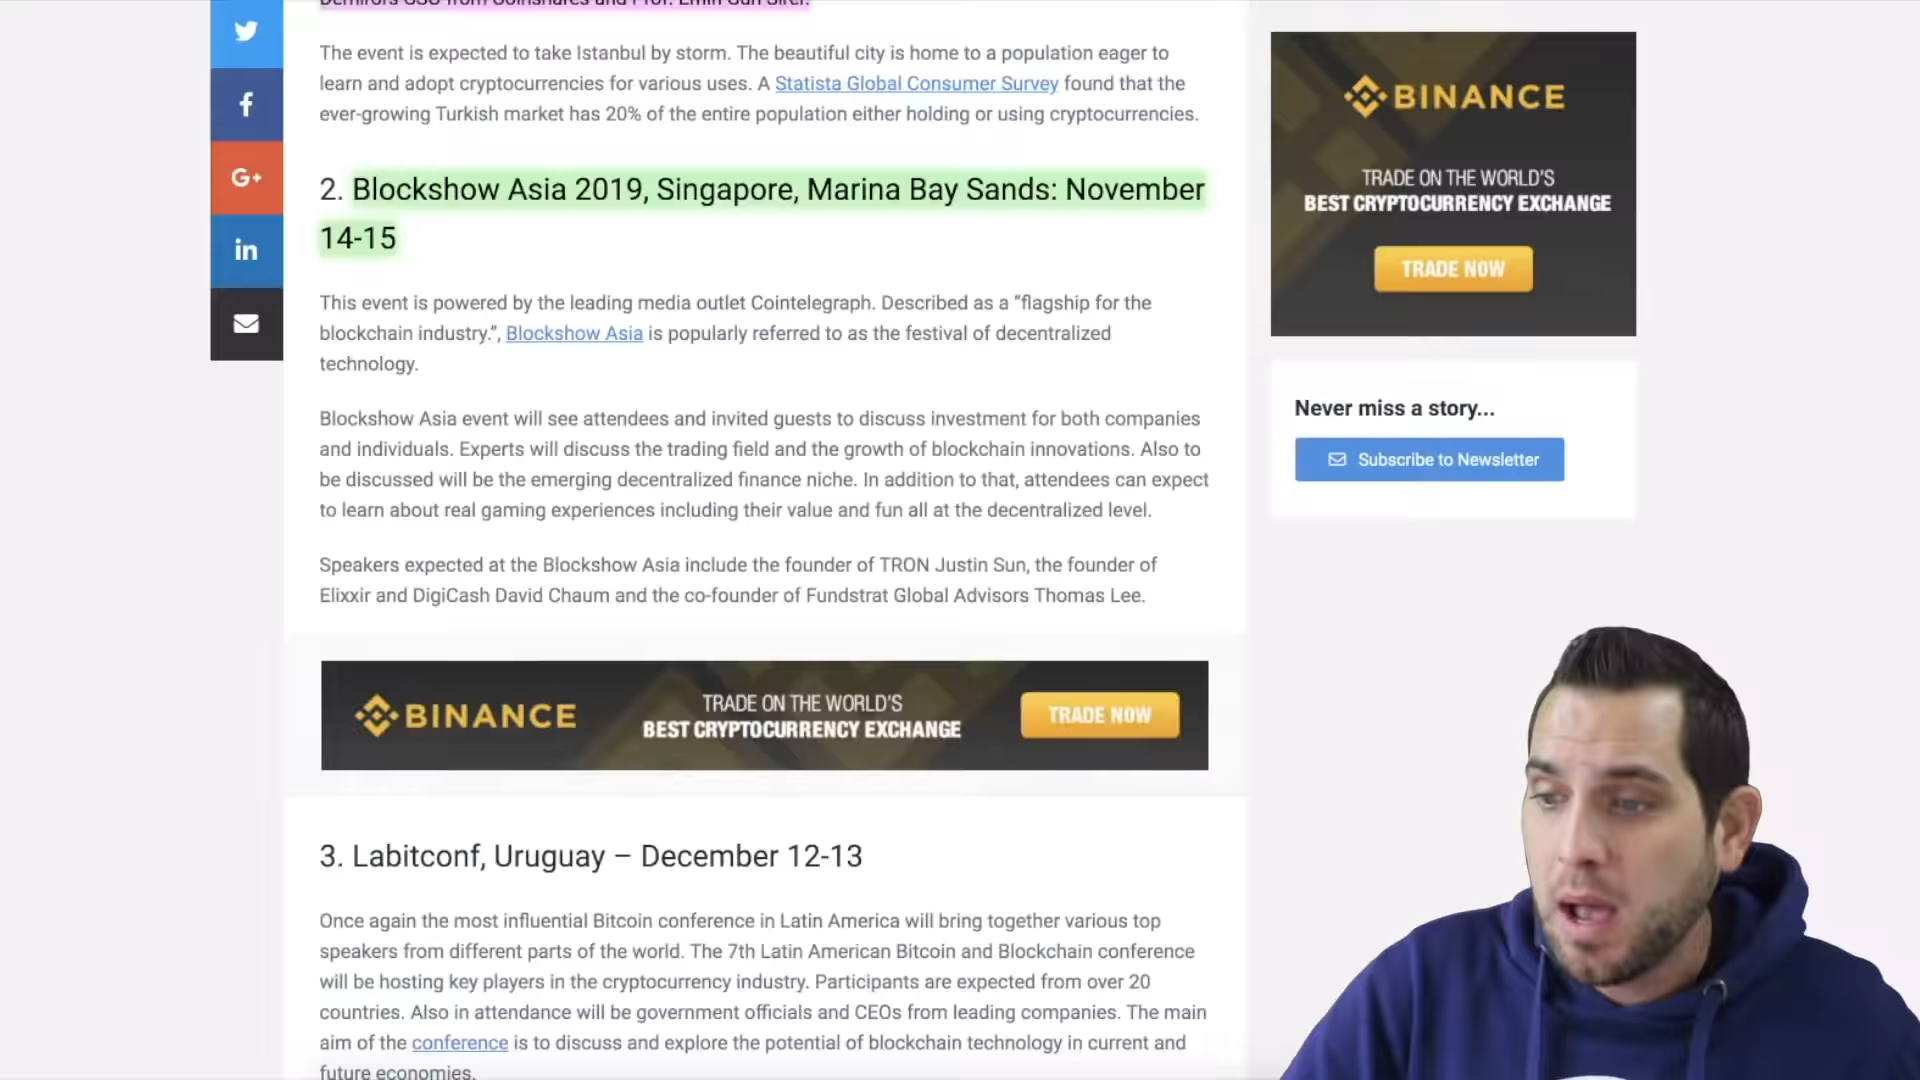 Demirors CSO from Coinshares and Prof. Emin Gun Sirer.
The event is expected to take Istanbul by storm. The beautiful city is home to a population eager to
learn and adopt cryptocurrencies for various uses. A Statista Global Consumer Survey found that the
ever-growing Turkish market has 20% of the entire population either holding or using cryptocurrencies.
2. Blockshow Asia 2019, Singapore, Marina Bay Sands: November
14-15
This event is powered by the leading media outlet Cointelegraph. Described as a “flagship for the
blockchain industry.”, Blockshow Asia is popularly referred to as the festival of decentralized
technology.
Blockshow Asia event will see attendees and invited guests to discuss investment for both companies
and individuals. Experts will discuss the trading field and the growth of blockchain innovations. Also to
be discussed will be the emerging decentralized finance niche. In addition to that, attendees can expect
to learn about real gaming experiences including their value and fun all at the decentralized level.
Speakers expected at the Blockshow Asia include the founder of TRON Justin Sun, the founder of
Elixxir and DigiCash David Chaum and the co-founder of Fundstrat Global Advisors Thomas Lee.
BINANCE
TRADE ON THE WORLD'S
BEST CRYPTOCURRENCY EXCHANGE
TRADE NOW
3. Labitconf, Uruguay – December 12-13
Once again the most influential Bitcoin conference in Latin America will bring together various top
speakers from different parts of the world. The 7th Latin American Bitcoin and Blockchain conference
will be hosting key players in the cryptocurrency industry. Participants are expected from over 20
countries. Also in attendance will be government officials and CEOs from leading companies. The main
aim of the conference is to discuss and explore the potential of blockchain technology in current and
future economies.
f
G+
in
BINANCE
TRADE ON THE WORLD'S
BEST CRYPTOCURRENCY EXCHANGE
TRADE NOW
Never miss a story...
Subscribe to Newsletter